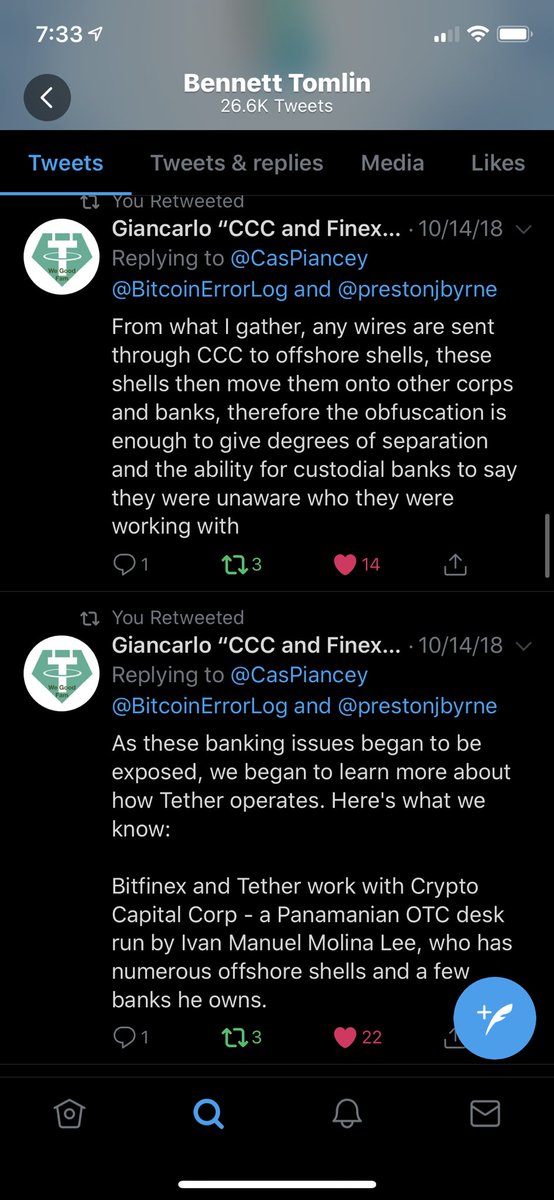 7:33
Bennett Tomlin
26.6K Tweets
Tweets
Tweets & replies
Media
Likes
You Retweeted
Giancarlo “CCC and Finex... · 10/14/18
Replying to @CasPiancey
@BitcoinErrorLog and @prestonjbyrne
From what I gather, any wires are sent
through CCC to offshore shells, these
shells then move them onto other corps
and banks, therefore the obfuscation is
enough to give degrees of separation
and the ability for custodial banks to say
they were unaware who they were
working with
1
3
14
We Good
Fam
You Retweeted
Giancarlo “CCC and Finex... · 10/14/18
Replying to @CasPiancey
@BitcoinErrorLog and @prestonjbyrne
As these banking issues began to be
exposed, we began to learn more about
how Tether operates. Here's what we
know:
Bitfinex and Tether work with Crypto
Capital Corp - a Panamanian OTC desk
run by Ivan Manuel Molina Lee, who has
numerous offshore shells and a few
banks he owns.
1
3
22
We Good
Fam